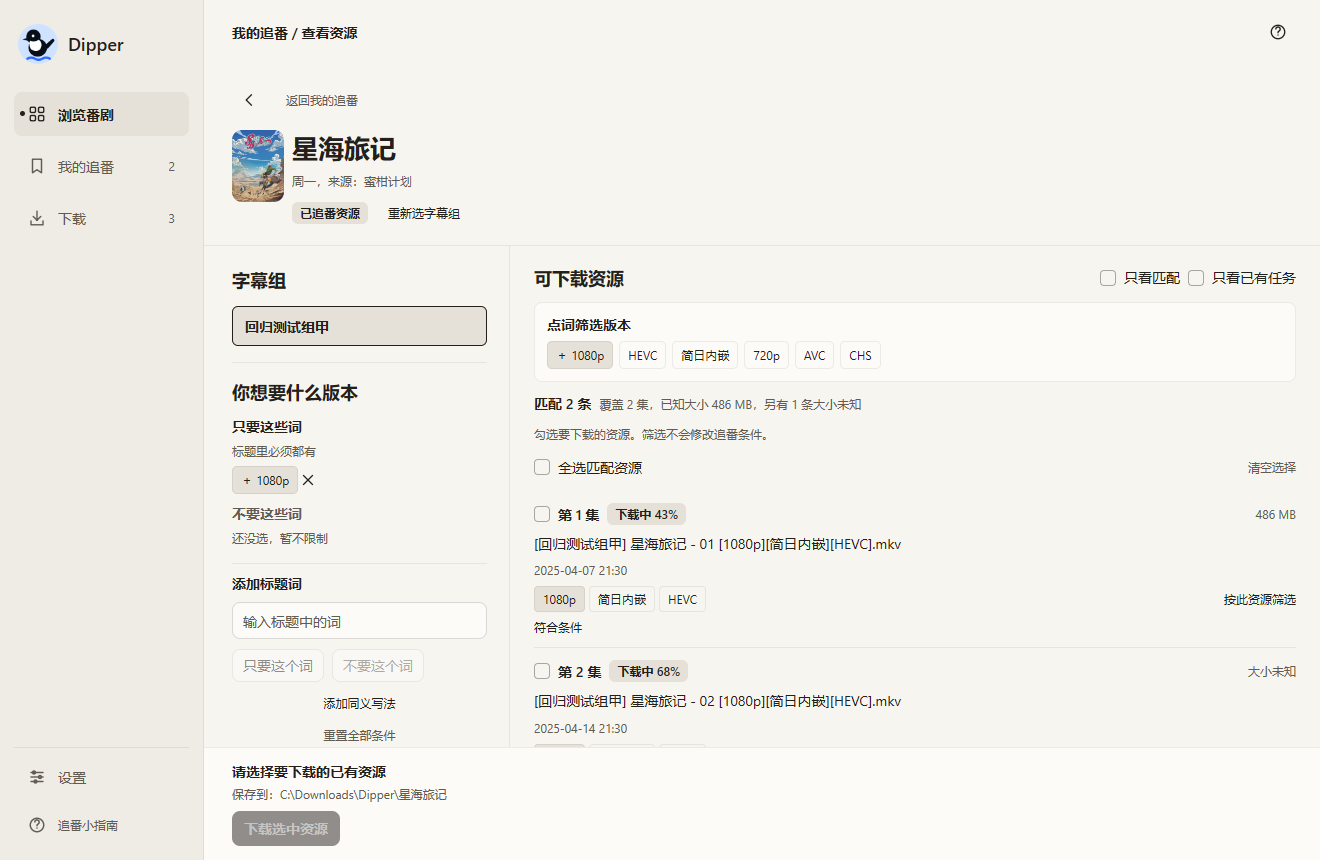 Dipper
浏览番剧
我的追番 2
下载 3
设置
追番小指南
我的追番 / 查看资源
返回我的追番
星海旅记
周一，来源：蜜柑计划
已追番资源 重新选字幕组
字幕组
回归测试组甲
你想要什么版本
只要这些词
标题里必须都有
+ 1080p
不要这些词
还没选，暂不限制
添加标题词
输入标题中的词
只要这个词 不要这个词
添加同义写法
重置全部条件
可下载资源 只看匹配 只看已有任务
点词筛选版本
+ 1080p HEVC 简日内嵌 720p AVC CHS
匹配 2 条 覆盖 2 集，已知大小 486 MB，另有 1 条大小未知
勾选要下载的资源。筛选不会修改追番条件。
全选匹配资源 清空选择
第 1 集 下载中 43% 486 MB
[回归测试组甲] 星海旅记 - 01 [1080p][简日内嵌][HEVC].mkv
2025-04-07 21:30
1080p 简日内嵌 HEVC 按此资源筛选
符合条件
第 2 集 下载中 68% 大小未知
[回归测试组甲] 星海旅记 - 02 [1080p][简日内嵌][HEVC].mkv
2025-04-14 21:30
请选择要下载的已有资源
保存到：C:\Downloads\Dipper\星海旅记
下载选中资源